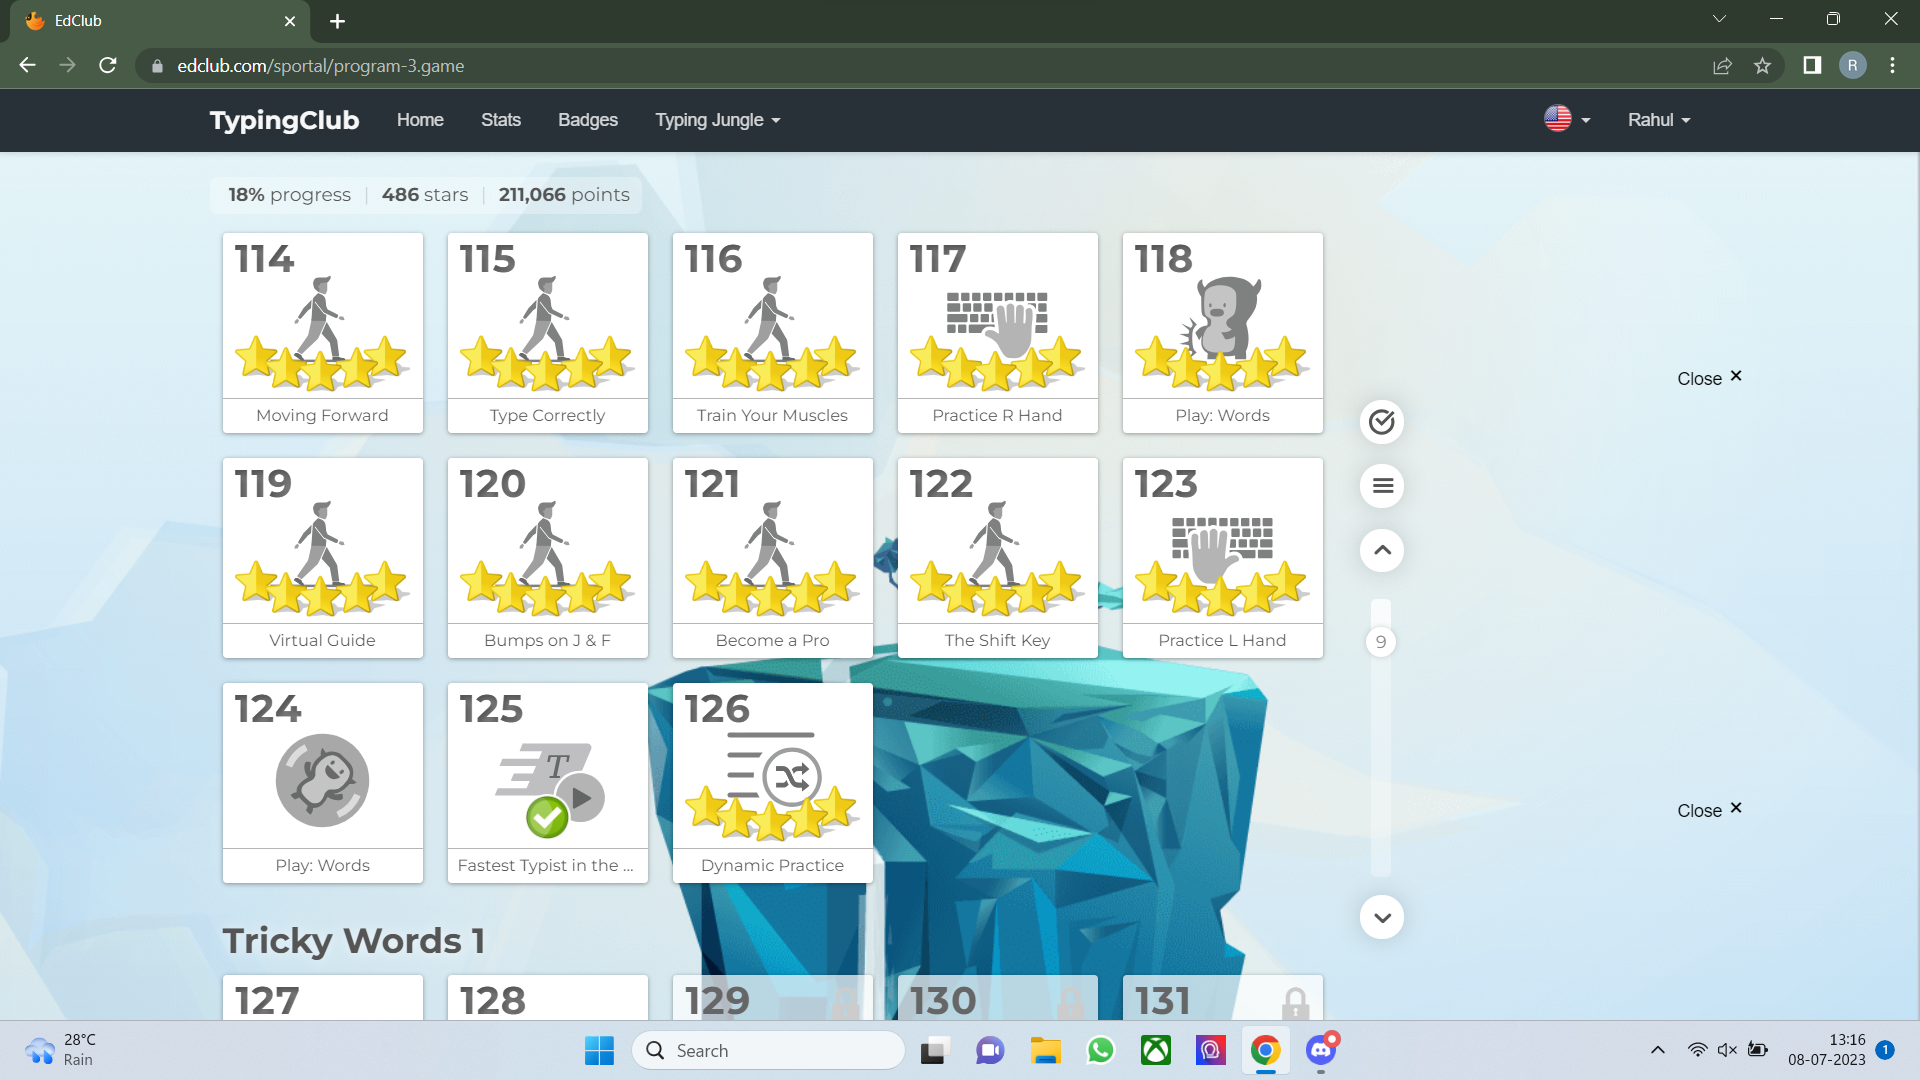 EdClub
edclub.com/sportal/program-3.game
R
TypingClub Home Stats Badges Typing Jungle Rahul
18% progress | 486 stars | 211,066 points
114 115 116 117 118
Moving Forward Type Correctly Train Your Muscles Practice R Hand Play: Words
Close ×
119 120 121 122 123
Virtual Guide Bumps on J & F Become a Pro The Shift Key Practice L Hand
9
124 125 126
T
Play: Words Fastest Typist in the ... Dynamic Practice
Close ×
Tricky Words 1
127 128 129 130 131
28°C
Rain
Search
13:16
08-07-2023
1